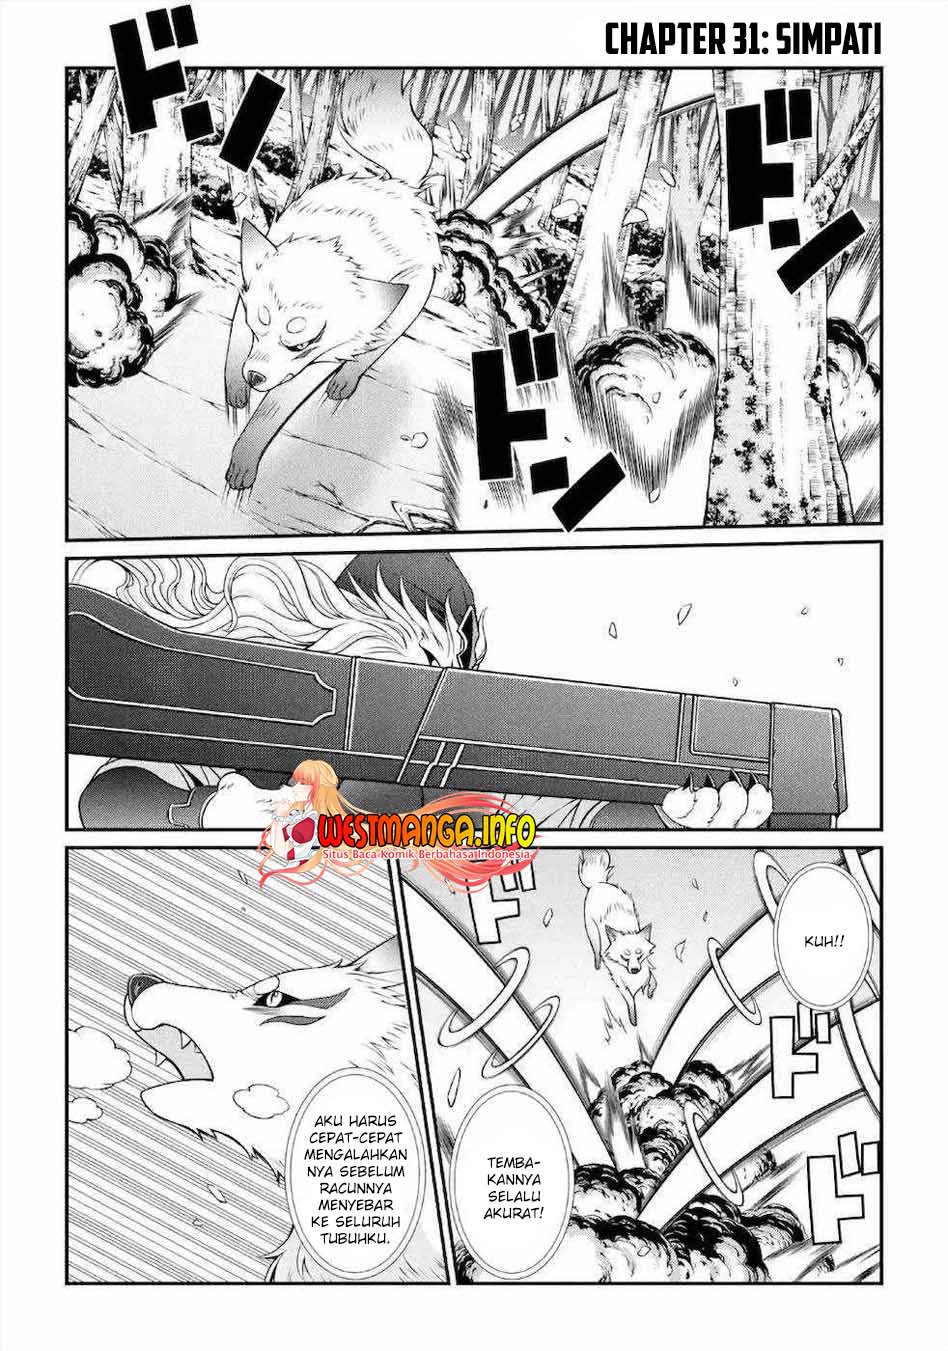 CHAPTER 31: SIMPATI
ドドン
ドン
ドン
WESTMANGA.INFO
Situs Baca Komik Berbahasa Indonesia
KUH!!
ドド
ドド
TEMBA-
KANNYA
SELALU
AKURAT!
AKU HARUS
CEPAT-CEPAT
MENGALAHKAN
NYA SEBELUM
RACUNNYA
MENYEBAR
KE SELURUH
TUBUHKU.